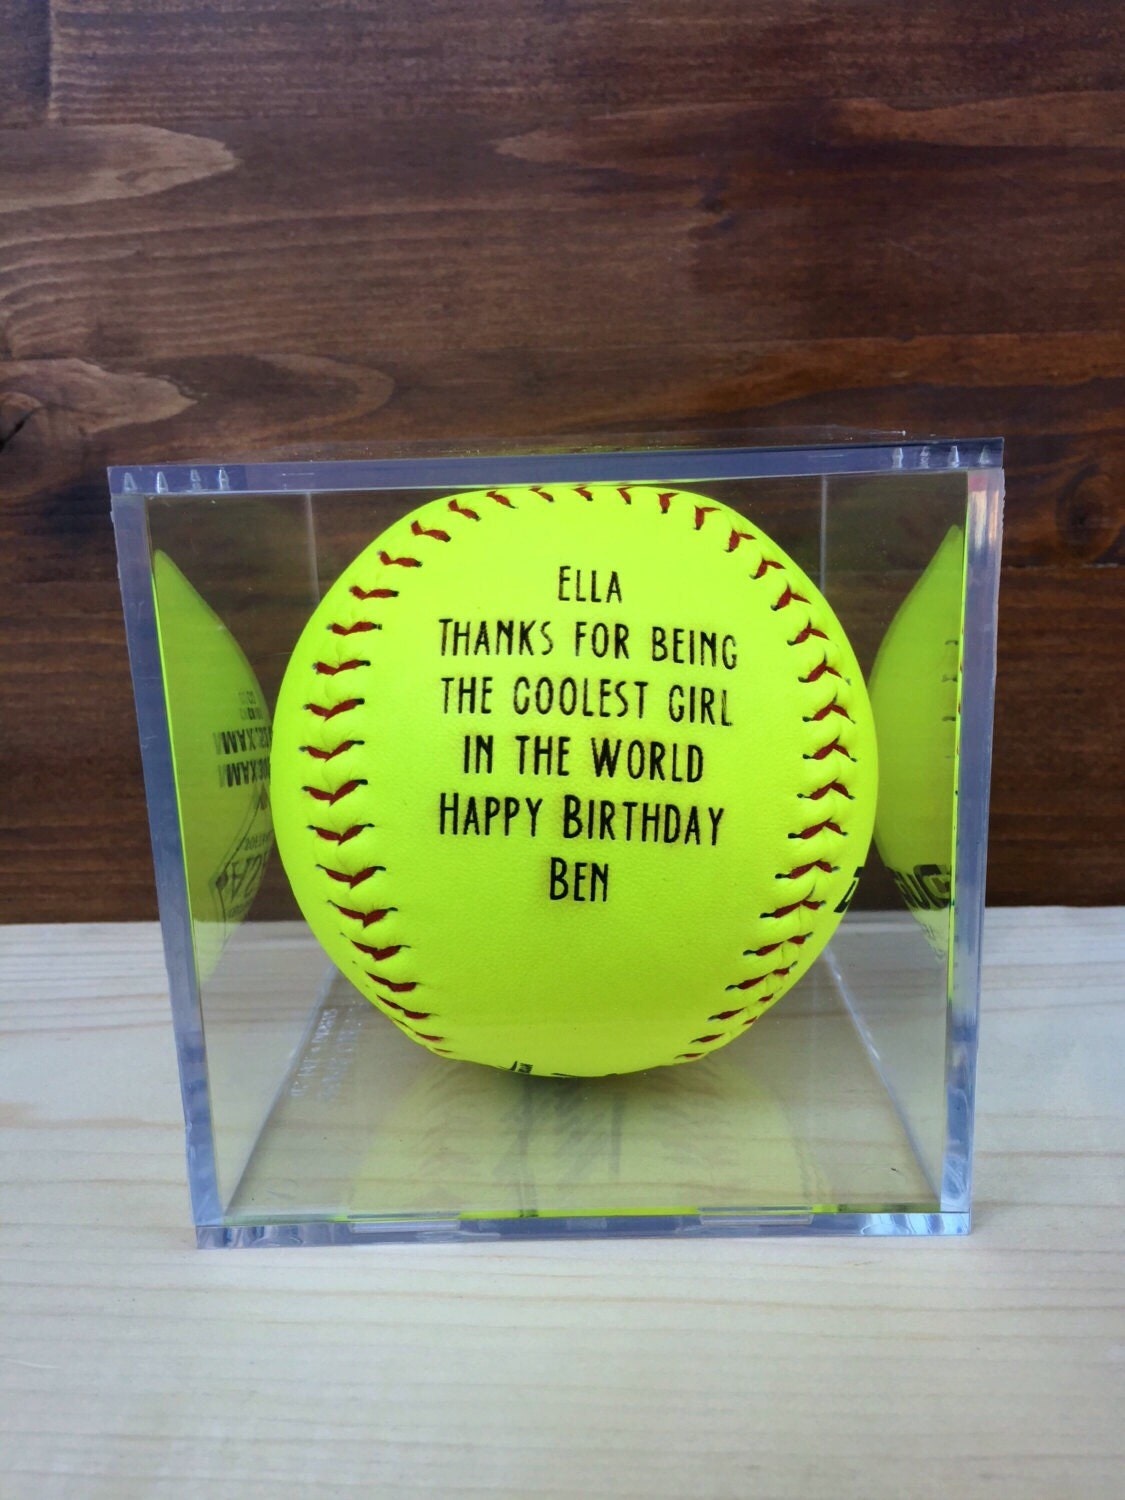 ELLA
THANKS FOR BEING
THE COOLEST GIRL
IN THE WORLD
HAPPY BIRTHDAY
BEN